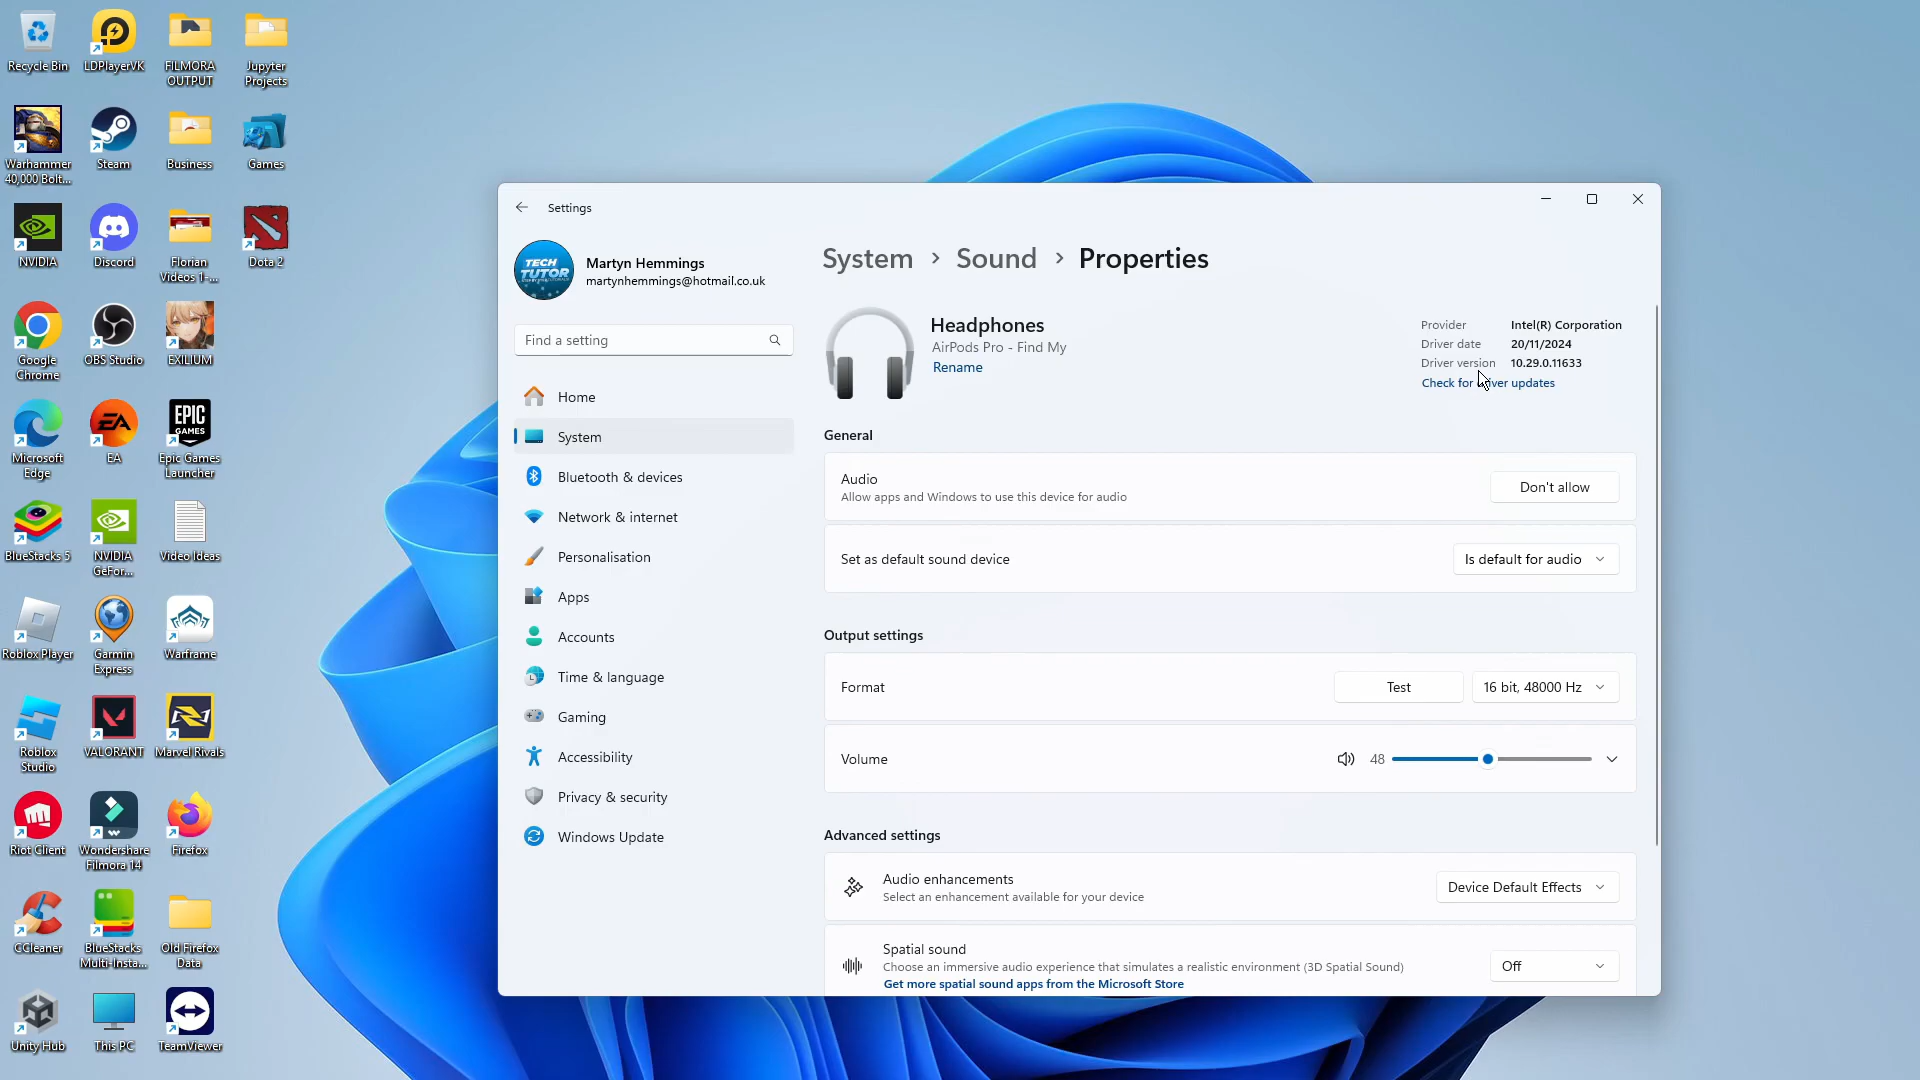 Recycle Bin
LDPlayerVK
FILMORA
OUTPUT
Jupyter
Projects
Warhammer
40,000 Bolt...
Steam
Business
Games
NVIDIA
Discord
Florian
Videos 1-...
Dota 2
Google
Chrome
OBS Studio
EXILIUM
Microsoft
Edge
EA
EPIC
GAMES
Epic Games
Launcher
BlueStacks 5
NVIDIA
GeFor...
Video Ideas
Roblox Player
Garmin
Express
Warframe
Roblox
Studio
VALORANT
Marvel Rivals
Riot Client
Wondershare
Filmora 14
Firefox
CCleaner
BlueStacks
Multi-Insta...
Old Firefox
Data
Unity Hub
This PC
TeamViewer
Settings
TECH
TUTOR
Martyn Hemmings
martynhemmings@hotmail.co.uk
Find a setting
Home
System
Bluetooth & devices
Network & internet
Personalisation
Apps
Accounts
Time & language
Gaming
Accessibility
Privacy & security
Windows Update
System > Sound > Properties
Headphones
AirPods Pro - Find My
Rename
Provider Intel(R) Corporation
Driver date 20/11/2024
Driver version 10.29.0.11633
Check for driver updates
General
Audio
Allow apps and Windows to use this device for audio
Don't allow
Set as default sound device
Is default for audio
Output settings
Format
Test
16 bit, 48000 Hz
Volume
48
Advanced settings
Audio enhancements
Select an enhancement available for your device
Device Default Effects
Spatial sound
Choose an immersive audio experience that simulates a realistic environment (3D Spatial Sound)
Get more spatial sound apps from the Microsoft Store
Off